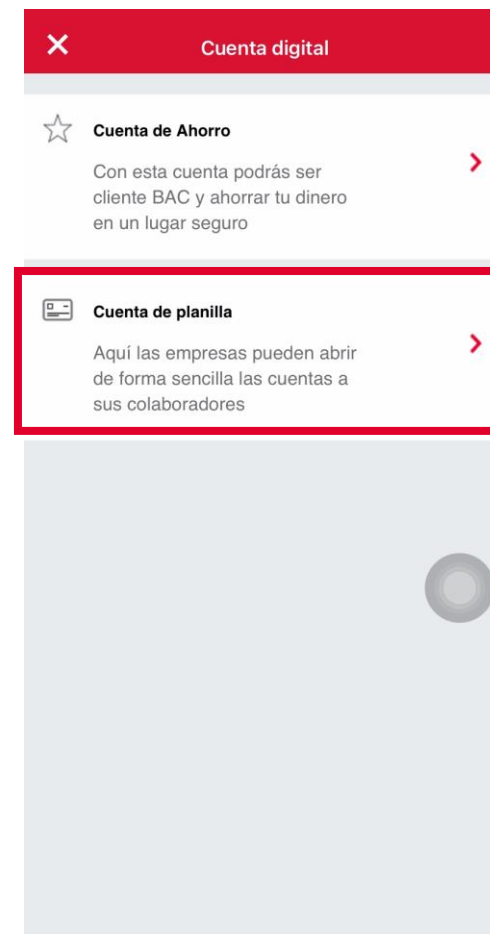 Cuenta digital
Cuenta de Ahorro
Con esta cuenta podrás ser
cliente BAC y ahorrar tu dinero
en un lugar seguro
Cuenta de planilla
Aquí las empresas pueden abrir
de forma sencilla las cuentas a
sus colaboradores